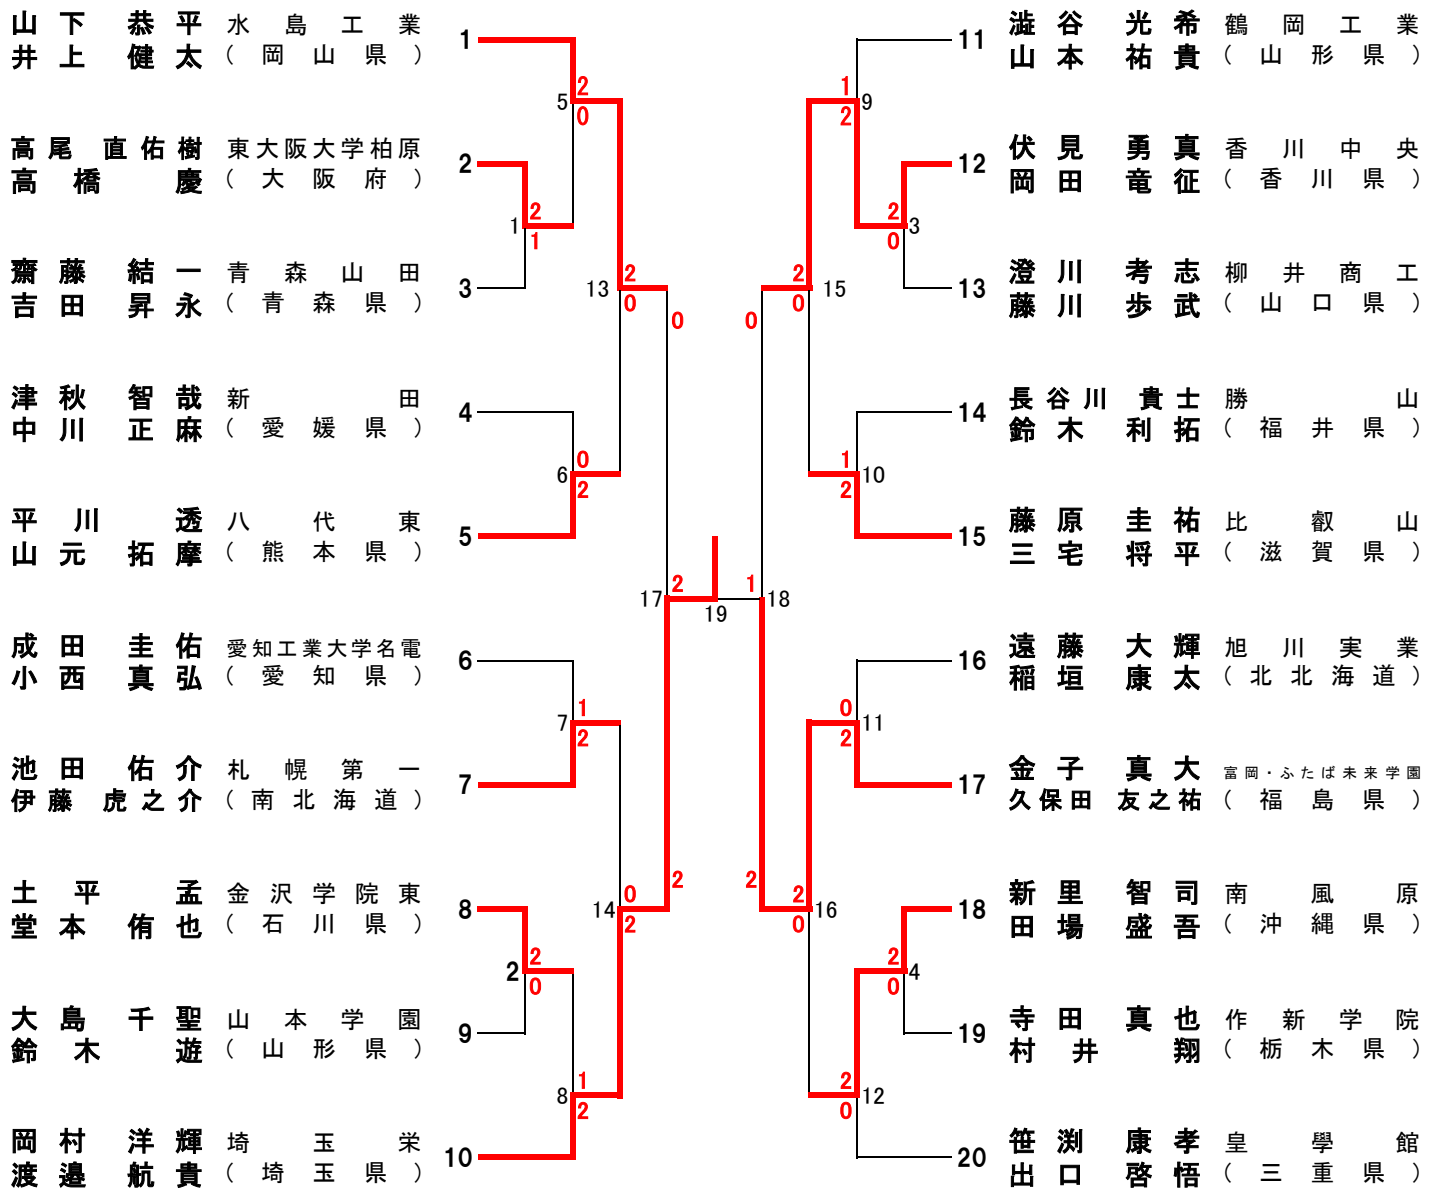 山下 恭平 水島工業
井上 健太 (岡山県)
1
高尾 直佑樹 東大阪大学柏原
高橋 慶 (大阪府)
2
齋藤 結一 青森山田
吉田 昇永 (青森県)
3
津秋 智哉 新田
中川 正麻 (愛媛県)
4
平川 透 八代東
山元 拓摩 (熊本県)
5
成田 圭佑 愛知工業大学名電
小西 真弘 (愛知県)
6
池田 佑介 札幌第一
伊藤 虎之介 (南北海道)
7
土平 孟 金沢学院東
堂本 侑也 (石川県)
8
大島 千聖 山本学園
鈴木 遊 (山形県)
9
岡村 洋輝 埼玉栄
渡邉 航貴 (埼玉県)
10
2
5
0
2
1
1
2
13
0
0
0
6
2
2
17
1
7
2
2
0
14
2
2
2
0
1
8
2
19
1
9
2
2
3
0
2
15
0
0
1
10
2
1
18
0
11
2
2
2
16
0
2
4
0
2
12
0
11
澁谷 光希 鶴岡工業
山本 祐貴 (山形県)
12
伏見 勇真 香川中央
岡田 竜征 (香川県)
13
澄川 考志 柳井商工
藤川 歩武 (山口県)
14
長谷川 貴士 勝山
鈴木 利拓 (福井県)
15
藤原 圭祐 比叡山
三宅 将平 (滋賀県)
16
遠藤 大輝 旭川実業
稲垣 康太 (北北海道)
17
金子 真大 富岡・ふたば未来学園
久保田 友之祐 (福島県)
18
新里 智司 南風原
田場 盛吾 (沖縄県)
19
寺田 真也 作新学院
村井 翔 (栃木県)
20
笹渕 康孝 皇學館
出口 啓悟 (三重県)